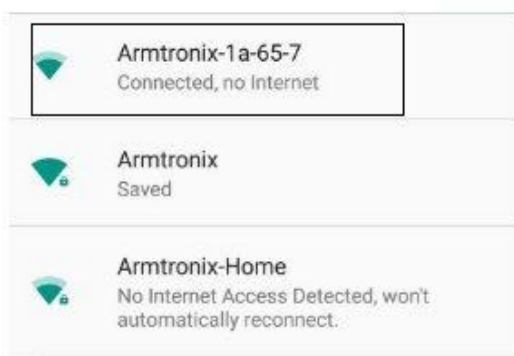 Armtronix-1a-65-7
Connected, no Internet
Armtronix
Saved
Armtronix-Home
No Internet Access Detected, won't
automatically reconnect.